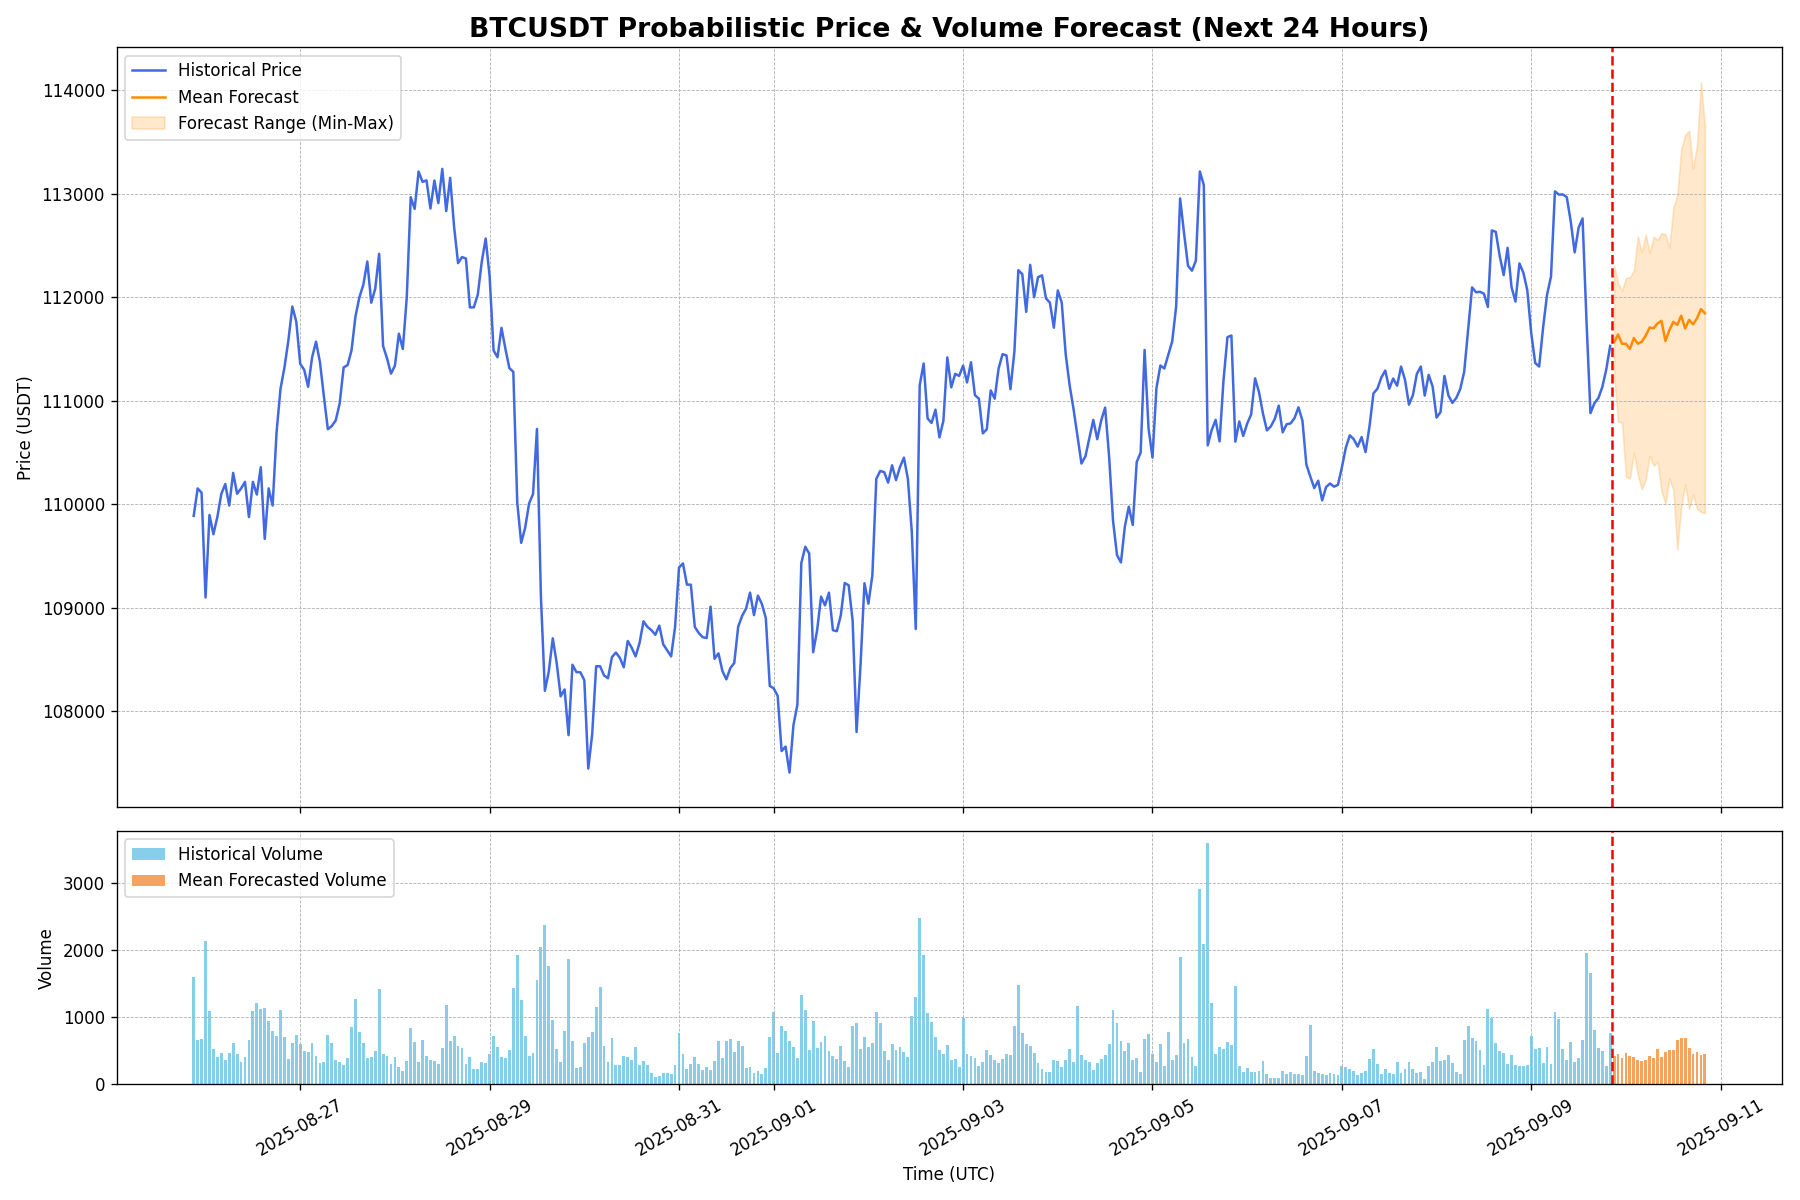 BTCUSDT Probabilistic Price & Volume Forecast (Next 24 Hours)
Historical Price
Mean Forecast
Forecast Range (Min-Max)
114000
113000
112000
111000
110000
109000
108000
Price (USDT)
Historical Volume
Mean Forecasted Volume
3000
2000
1000
0
Volume
2025-08-27
2025-08-29
2025-08-31
2025-09-01
2025-09-03
2025-09-05
2025-09-07
2025-09-09
2025-09-11
Time (UTC)